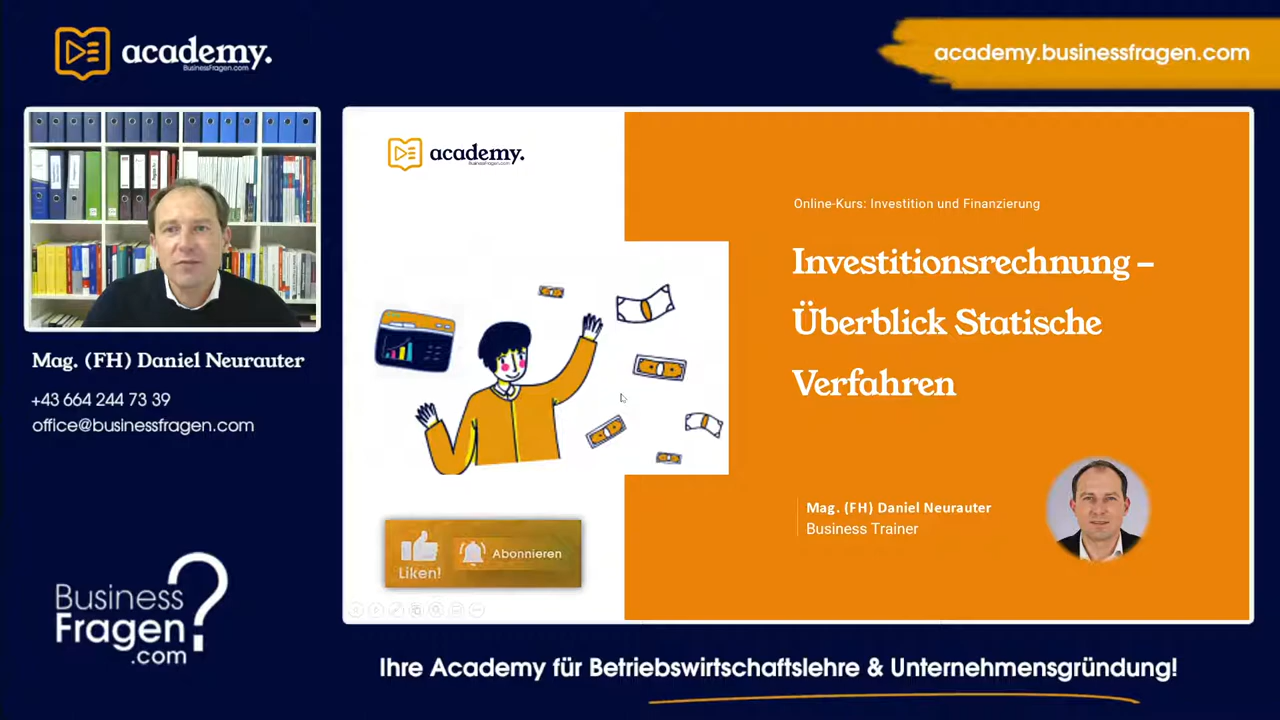 academy.
BusinessFragen.com
academy.businessfragen.com
Mag. (FH) Daniel Neurauter
+43 664 244 73 39
office@businessfragen.com
Business
Fragen
.com
?
academy.
BusinessFragen.com
Online-Kurs: Investition und Finanzierung
Investitionsrechnung –
Überblick Statische
Verfahren
Mag. (FH) Daniel Neurauter
Business Trainer
Liken!
Abonnieren
Ihre Academy für Betriebswirtschaftslehre & Unternehmensgründung!